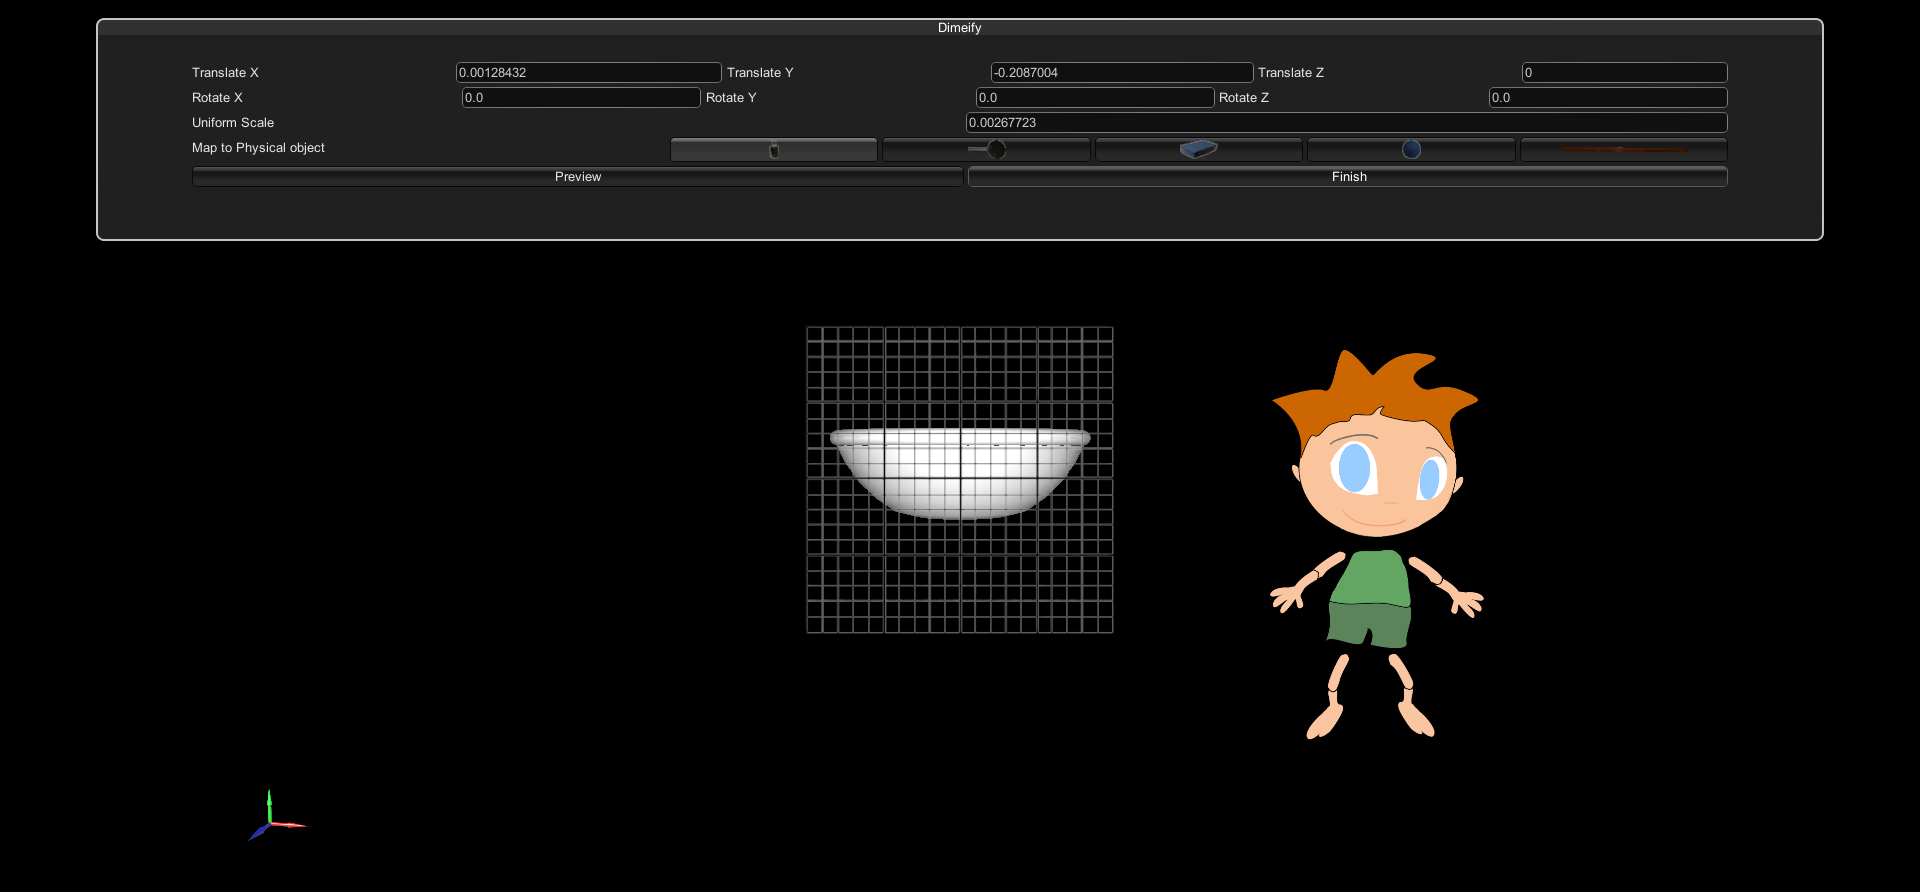 Dimeify
Translate X 0.00128432 Translate Y -0.2087004 Translate Z 0
Rotate X 0.0 Rotate Y 0.0 Rotate Z 0.0
Uniform Scale 0.00267723
Map to Physical object
Preview Finish